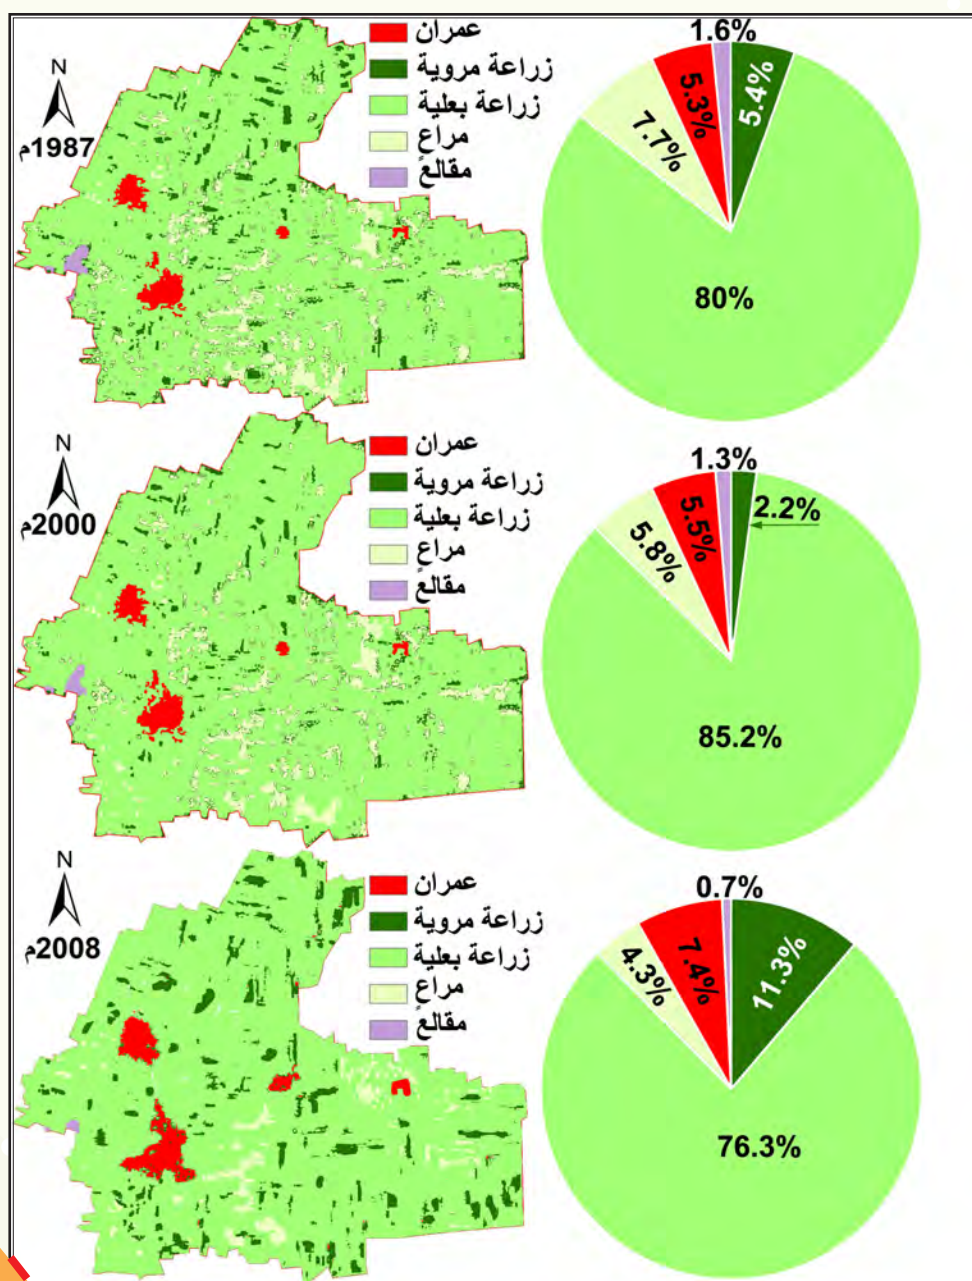 N
1987م
عمران
زراعة مروية
زراعة بعلية
مراعٍ
مقالع
1.6%
5.4%
5.3%
7.7%
80%
N
2000م
عمران
زراعة مروية
زراعة بعلية
مراعٍ
مقالع
1.3%
2.2%
5.5%
5.8%
85.2%
N
2008م
عمران
زراعة مروية
زراعة بعلية
مراعٍ
مقالع
0.7%
11.3%
7.4%
4.3%
76.3%